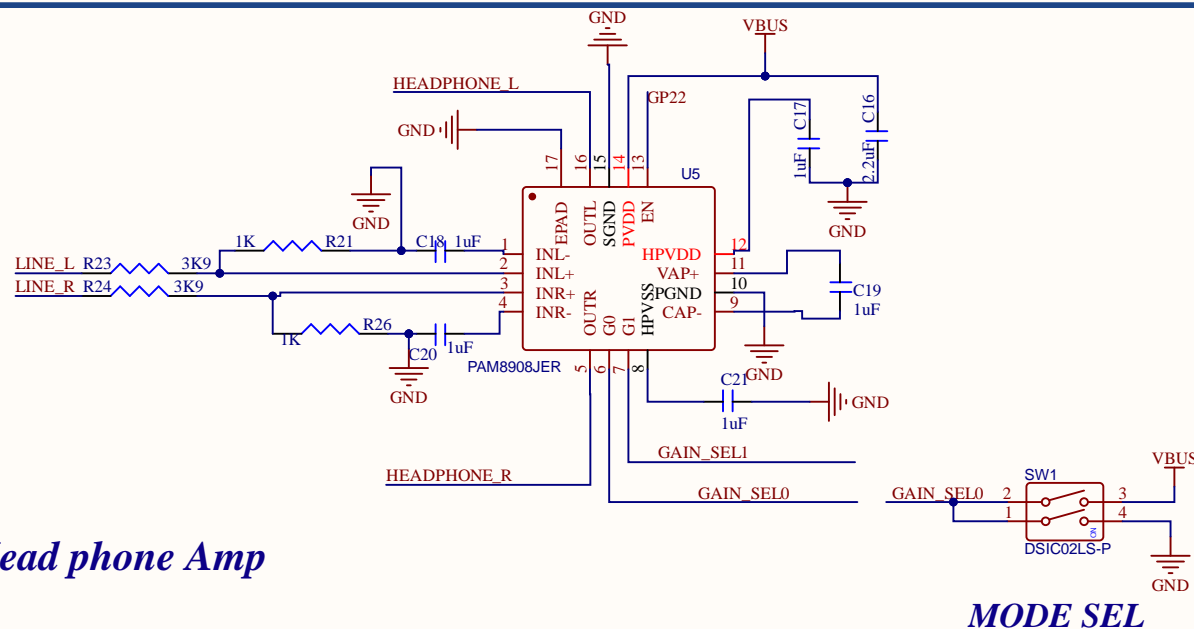 GND
VBUS
HEADPHONE_L
GP22
GND
C17
C16
1uF
2.2uF
17
16
15
14
13
U5
GND
GND
EPAD
OUTL
SGND
PVDD
EN
1K
R21
C18
1uF
1
INL-
HPVDD
12
LINE_L
R23
3K9
2
INL+
VAP+
11
LINE_R
R24
3K9
3
INR+
PGND
10
C19
1uF
4
INR-
CAP-
9
1K
R26
C20
1uF
OUTR
G0
G1
HPVSS
PAM8908JER
5
6
7
8
GND
GND
C21
1uF
GND
GAIN_SEL1
HEADPHONE_R
GAIN_SEL0
GAIN_SEL0
SW1
VBUS
2
3
1
4
ON
DSIC02LS-P
GND
phone Amp
MODE SEL